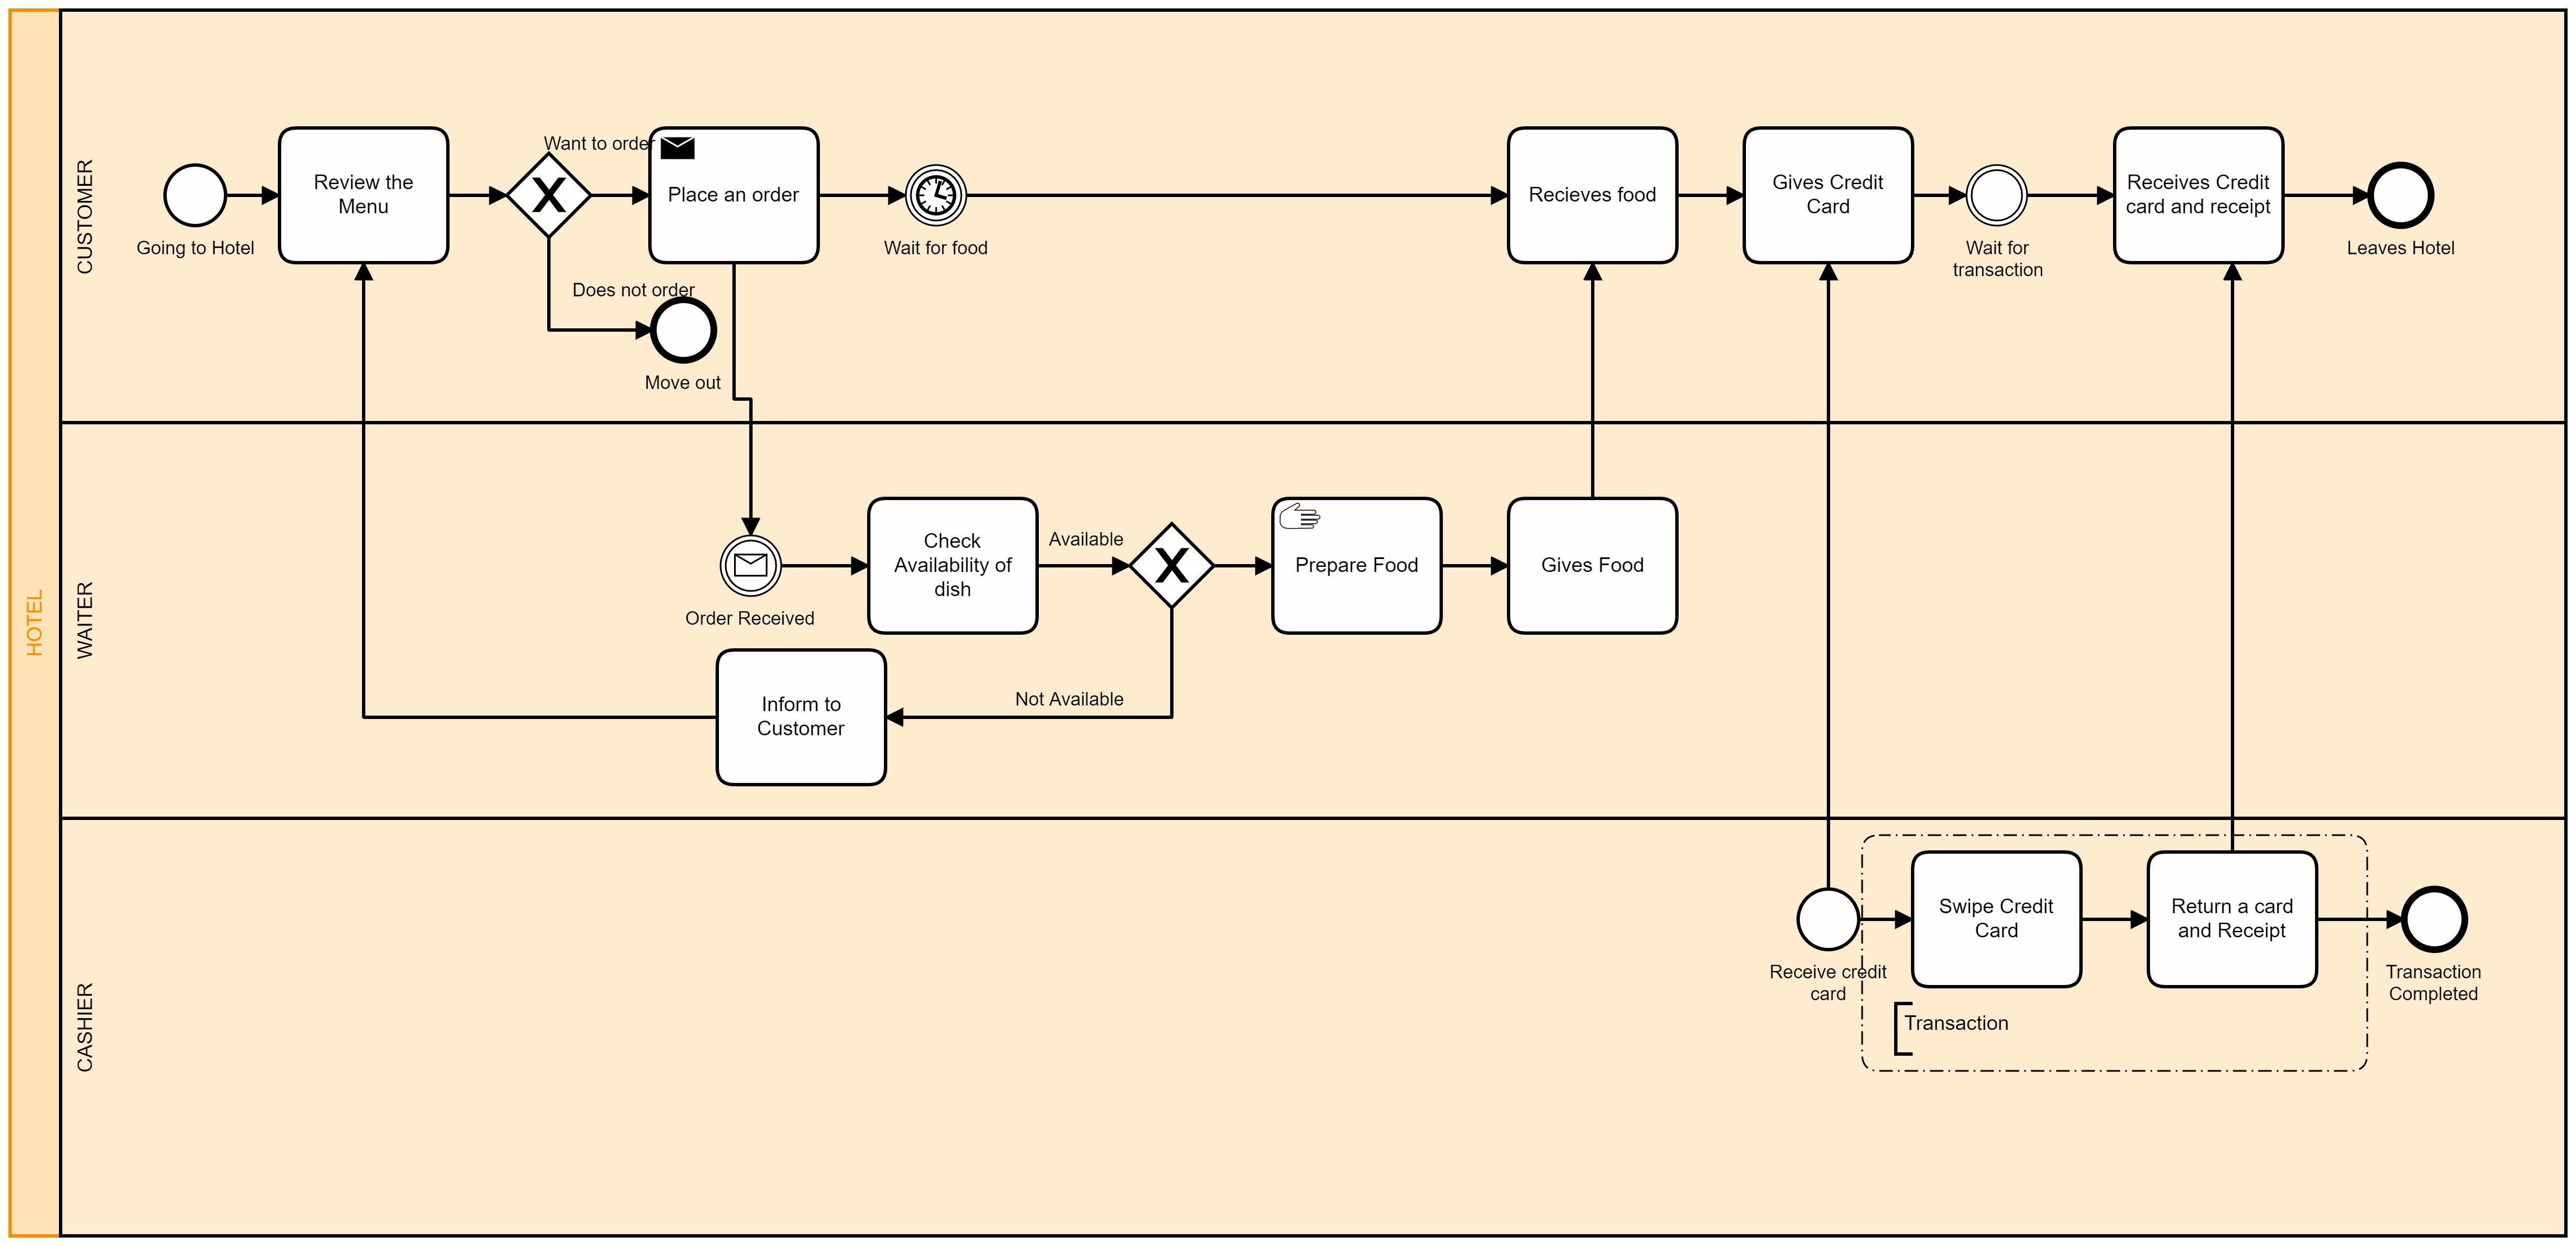 HOTEL
CUSTOMER
Going to Hotel
Review the
Menu
Want to order
Does not order
Move out
Place an order
Wait for food
Recieves food
Gives Credit
Card
Wait for
transaction
Receives Credit
card and receipt
Leaves Hotel
WAITER
Order Received
Check
Availability of
dish
Available
Not Available
Inform to
Customer
Prepare Food
Gives Food
CASHIER
Receive credit
card
Swipe Credit
Card
Return a card
and Receipt
Transaction
Transaction
Completed